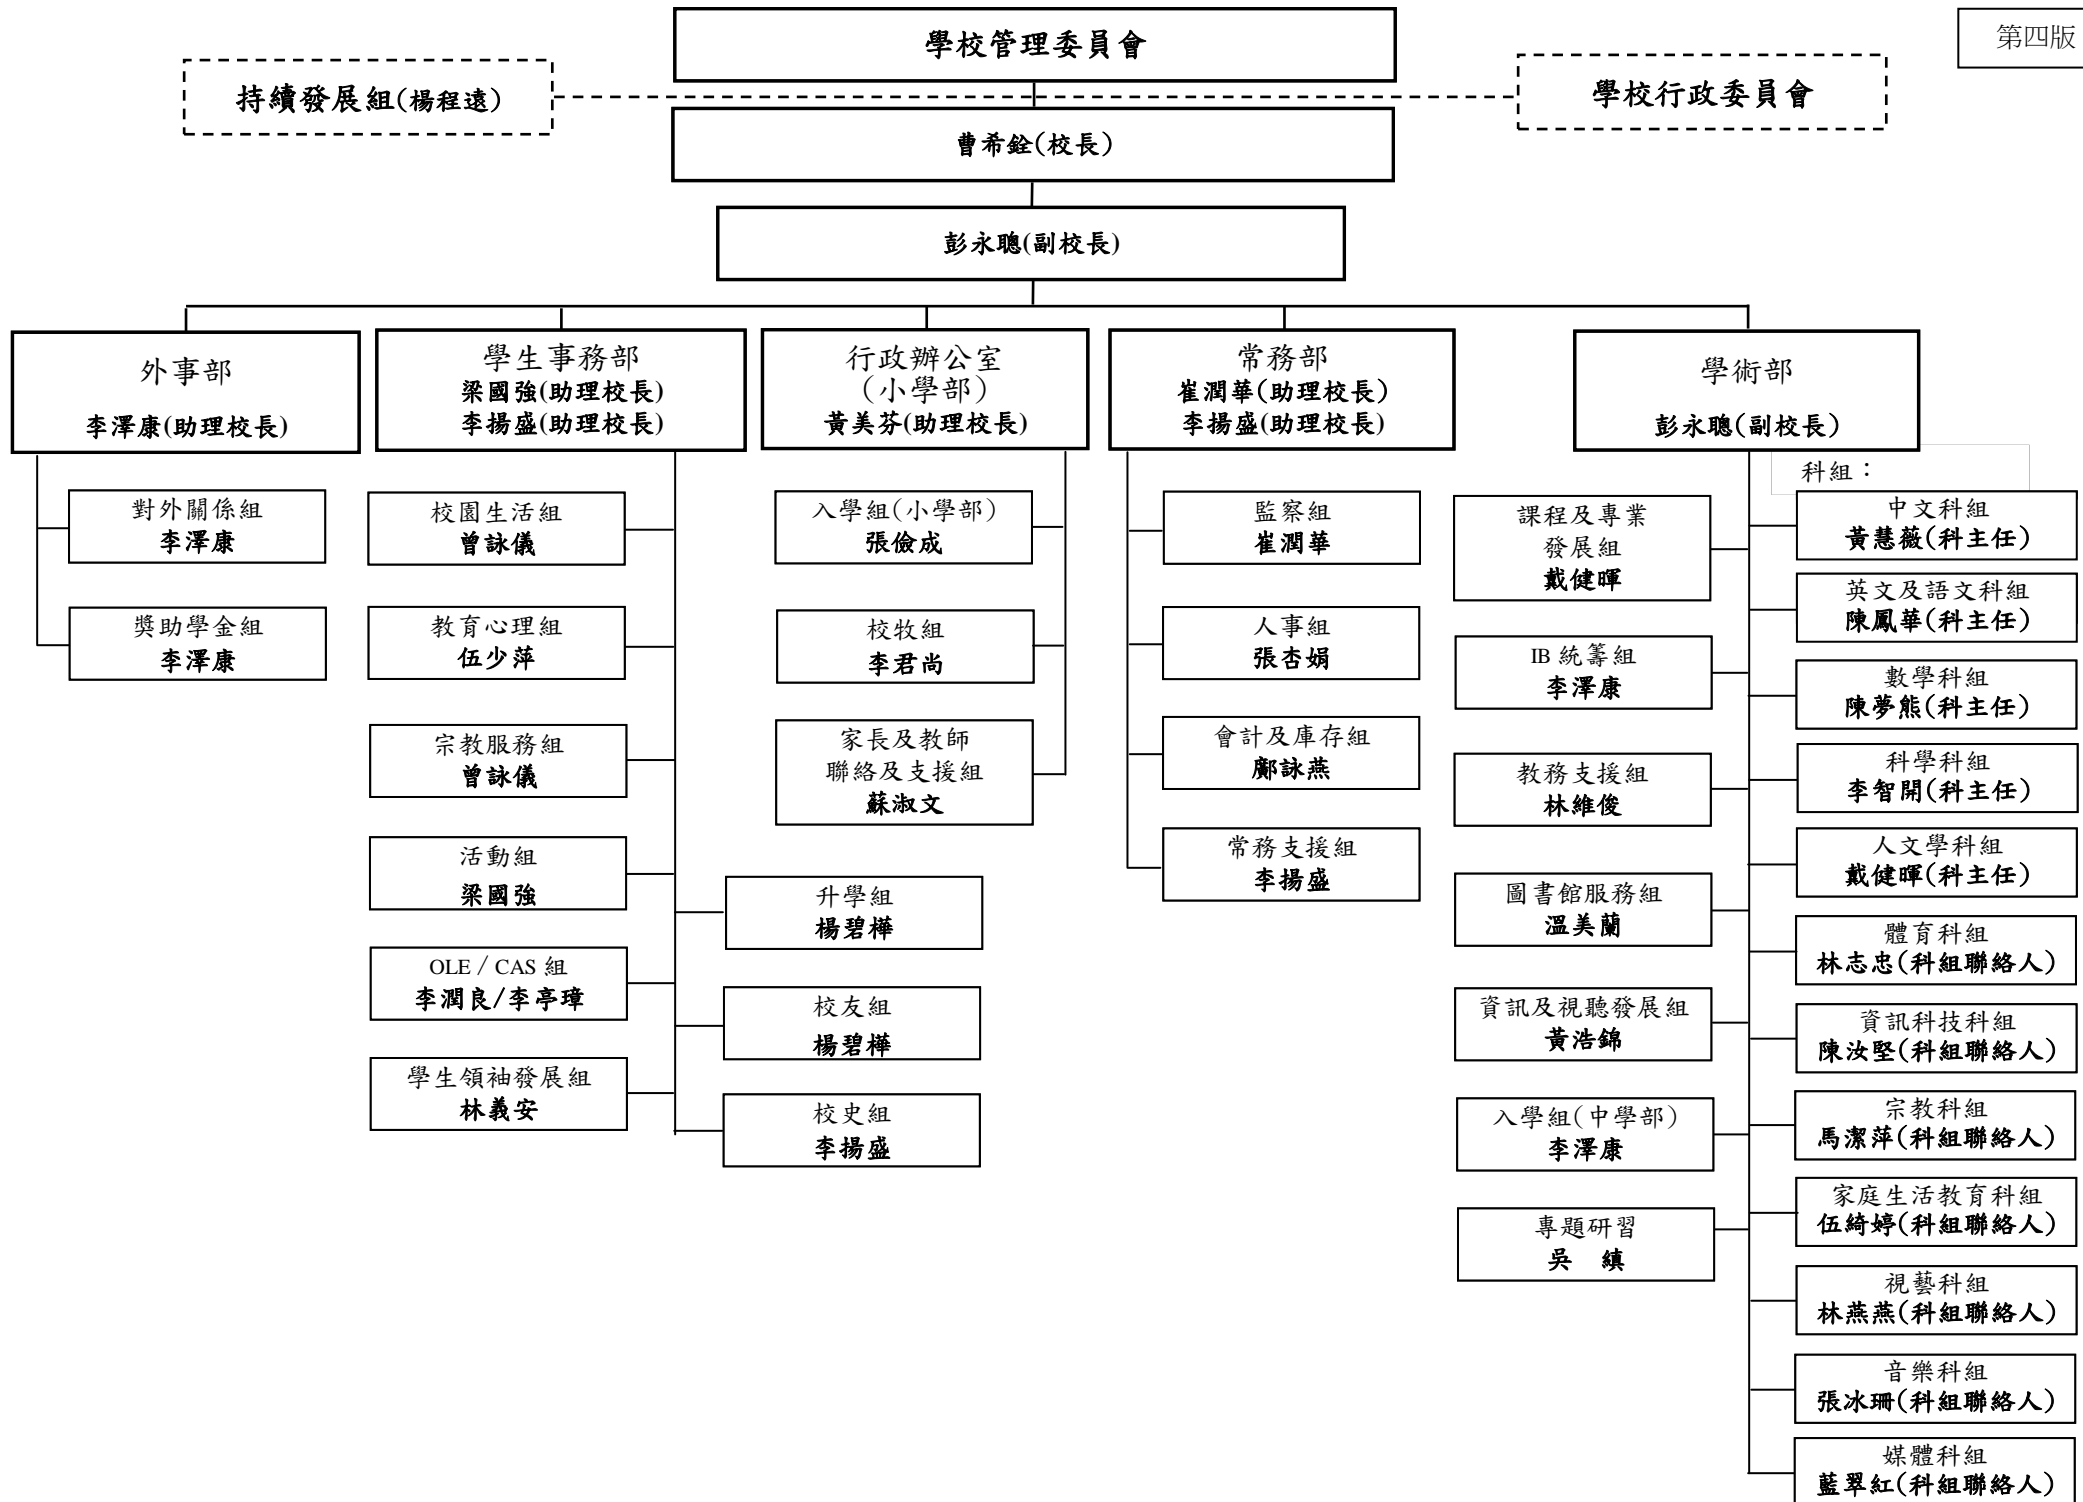 第四版
學校管理委員會
持續發展組(楊程遠)
學校行政委員會
曹希銓(校長)
彭永聰(副校長)
外事部
李澤康(助理校長)
對外關係組
李澤康
獎助學金組
李澤康
學生事務部
梁國強(助理校長)
李揚盛(助理校長)
校園生活組
曾詠儀
教育心理組
伍少萍
宗教服務組
曾詠儀
活動組
梁國強
OLE / CAS 組
李潤良/李亭瑋
學生領袖發展組
林義安
升學組
楊碧樺
校友組
楊碧樺
校史組
李揚盛
行政辦公室
(小學部)
黃美芬(助理校長)
入學組(小學部)
張儉成
校牧組
李君尚
家長及教師
聯絡及支援組
蘇淑文
常務部
崔潤華(助理校長)
李揚盛(助理校長)
監察組
崔潤華
人事組
張杏娟
會計及庫存組
鄺詠燕
常務支援組
李揚盛
學術部
彭永聰(副校長)
課程及專業
發展組
戴健暉
IB 統籌組
李澤康
教務支援組
林維俊
圖書館服務組
溫美蘭
資訊及視聽發展組
黃浩錦
入學組(中學部)
李澤康
專題研習
吳 縝
科組：
中文科組
黃慧薇(科主任)
英文及語文科組
陳鳳華(科主任)
數學科組
陳夢熊(科主任)
科學科組
李智開(科主任)
人文學科組
戴健暉(科主任)
體育科組
林志忠(科組聯絡人)
資訊科技科組
陳汝堅(科組聯絡人)
宗教科組
馬潔萍(科組聯絡人)
家庭生活教育科組
伍綺婷(科組聯絡人)
視藝科組
林燕燕(科組聯絡人)
音樂科組
張冰珊(科組聯絡人)
媒體科組
藍翠紅(科組聯絡人)